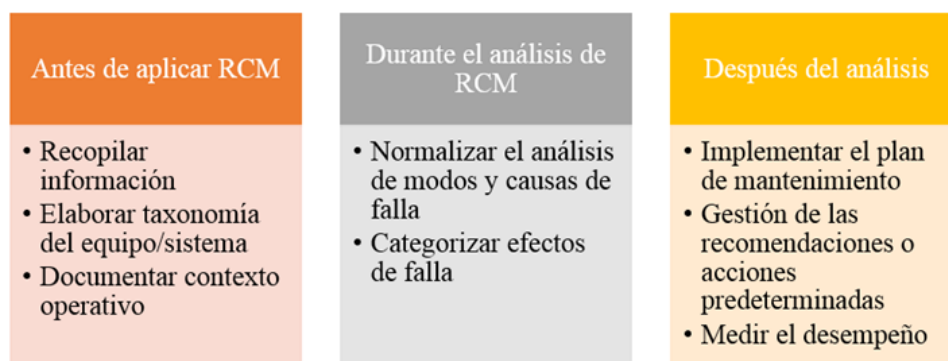 Antes de aplicar RCM
• Recopilar
información
• Elaborar taxonomía
del equipo/sistema
• Documentar contexto
operativo
Durante el análisis de
RCM
• Normalizar el análisis
de modos y causas de
falla
• Categorizar efectos
de falla
Después del análisis
• Implementar el plan
de mantenimiento
• Gestión de las
recomendaciones o
acciones
predeterminadas
• Medir el desempeño